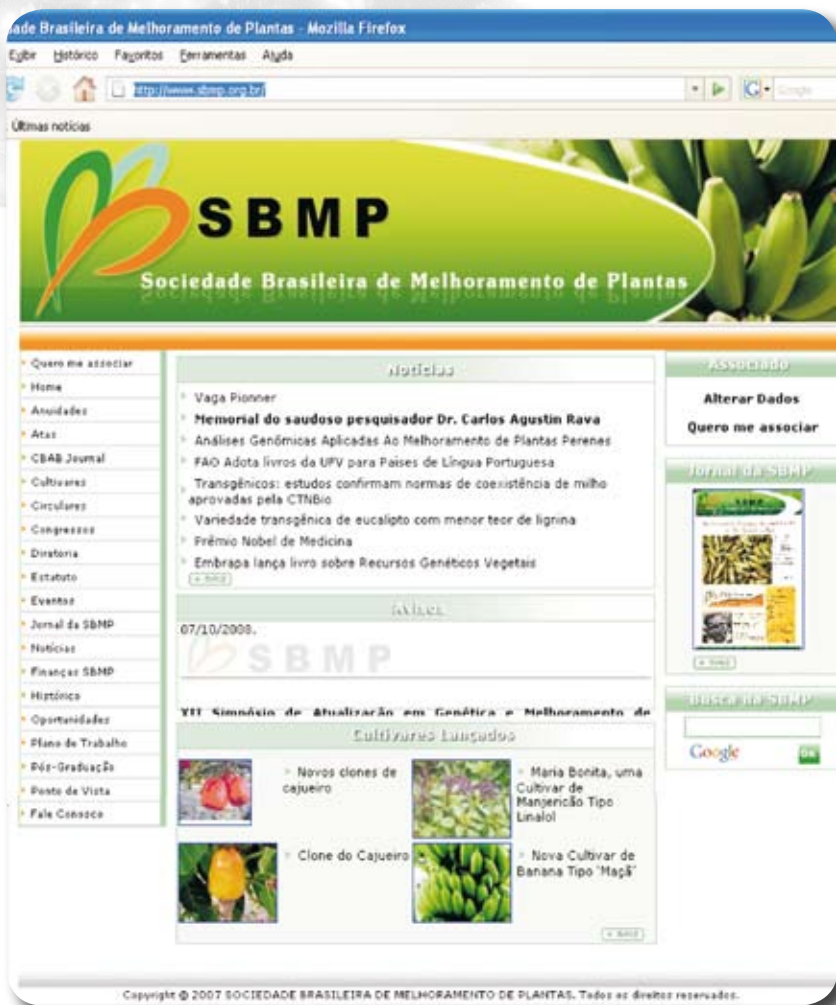 ade Brasileira de Melhoramento de Plantas - Mozilla Firefox
Exibir Histórico Favoritos Ferramentas Ajuda
http://www.sbmp.org.br/
Google
Últimas notícias
SBMP
Sociedade Brasileira de Melhoramento de Plantas
Quero me associar
Home
Anuidades
Atas
CBAB Journal
Cultivares
Circulares
Congressos
Diretoria
Estatuto
Eventos
Jornal da SBMP
Notícias
Finanças SBMP
Histórico
Oportunidades
Plano de Trabalho
Pós-Graduação
Ponto de Vista
Fale Conosco
Notícias
Vaga Pionner
Memorial do saudoso pesquisador Dr. Carlos Agustin Rava
Análises Genômicas Aplicadas Ao Melhoramento de Plantas Perenes
FAO Adota livros da UFV para Paises de Língua Portuguesa
Transgênicos: estudos confirmam normas de coexistência de milho
aprovadas pela CTNBio
Variedade transgênica de eucalipto com menor teor de lignina
Prêmio Nobel de Medicina
Embrapa lança livro sobre Recursos Genéticos Vegetais
+ mais
Avisos
07/10/2008.
SBMP
XII Simpósio de Atualização em Genética e Melhoramento de
Cultivares Lançados
Novos clones de
cajueiro
Maria Bonita, uma
Cultivar de
Manjericão Tipo
Linalol
Clone do Cajueiro
Nova Cultivar de
Banana Tipo "Maçã"
+ mais
Associado
Alterar Dados
Quero me associar
Jornal da SBMP
+ mais
Busca na SBMP
Google
OK
Copyright © 2007 SOCIEDADE BRASILEIRA DE MELHORAMENTO DE PLANTAS. Todos os direitos reservados.